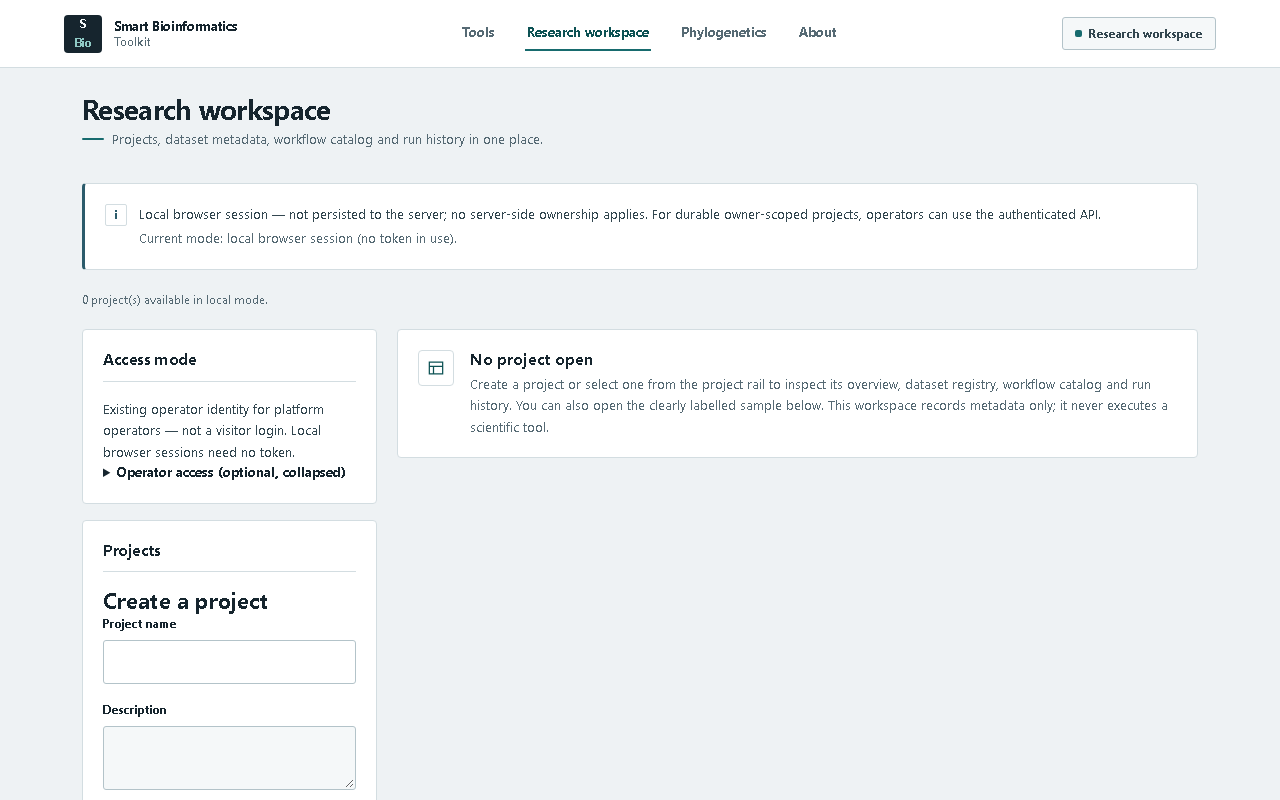 S
Bio
Smart Bioinformatics
Toolkit
Tools
Research workspace
Phylogenetics
About
Research workspace
Research workspace
Projects, dataset metadata, workflow catalog and run history in one place.
i
Local browser session — not persisted to the server; no server-side ownership applies. For durable owner-scoped projects, operators can use the authenticated API.
Current mode: local browser session (no token in use).
0 project(s) available in local mode.
Access mode
Existing operator identity for platform
operators — not a visitor login. Local
browser sessions need no token.
Operator access (optional, collapsed)
No project open
Create a project or select one from the project rail to inspect its overview, dataset registry, workflow catalog and run
history. You can also open the clearly labelled sample below. This workspace records metadata only; it never executes a
scientific tool.
Projects
Create a project
Project name
Description